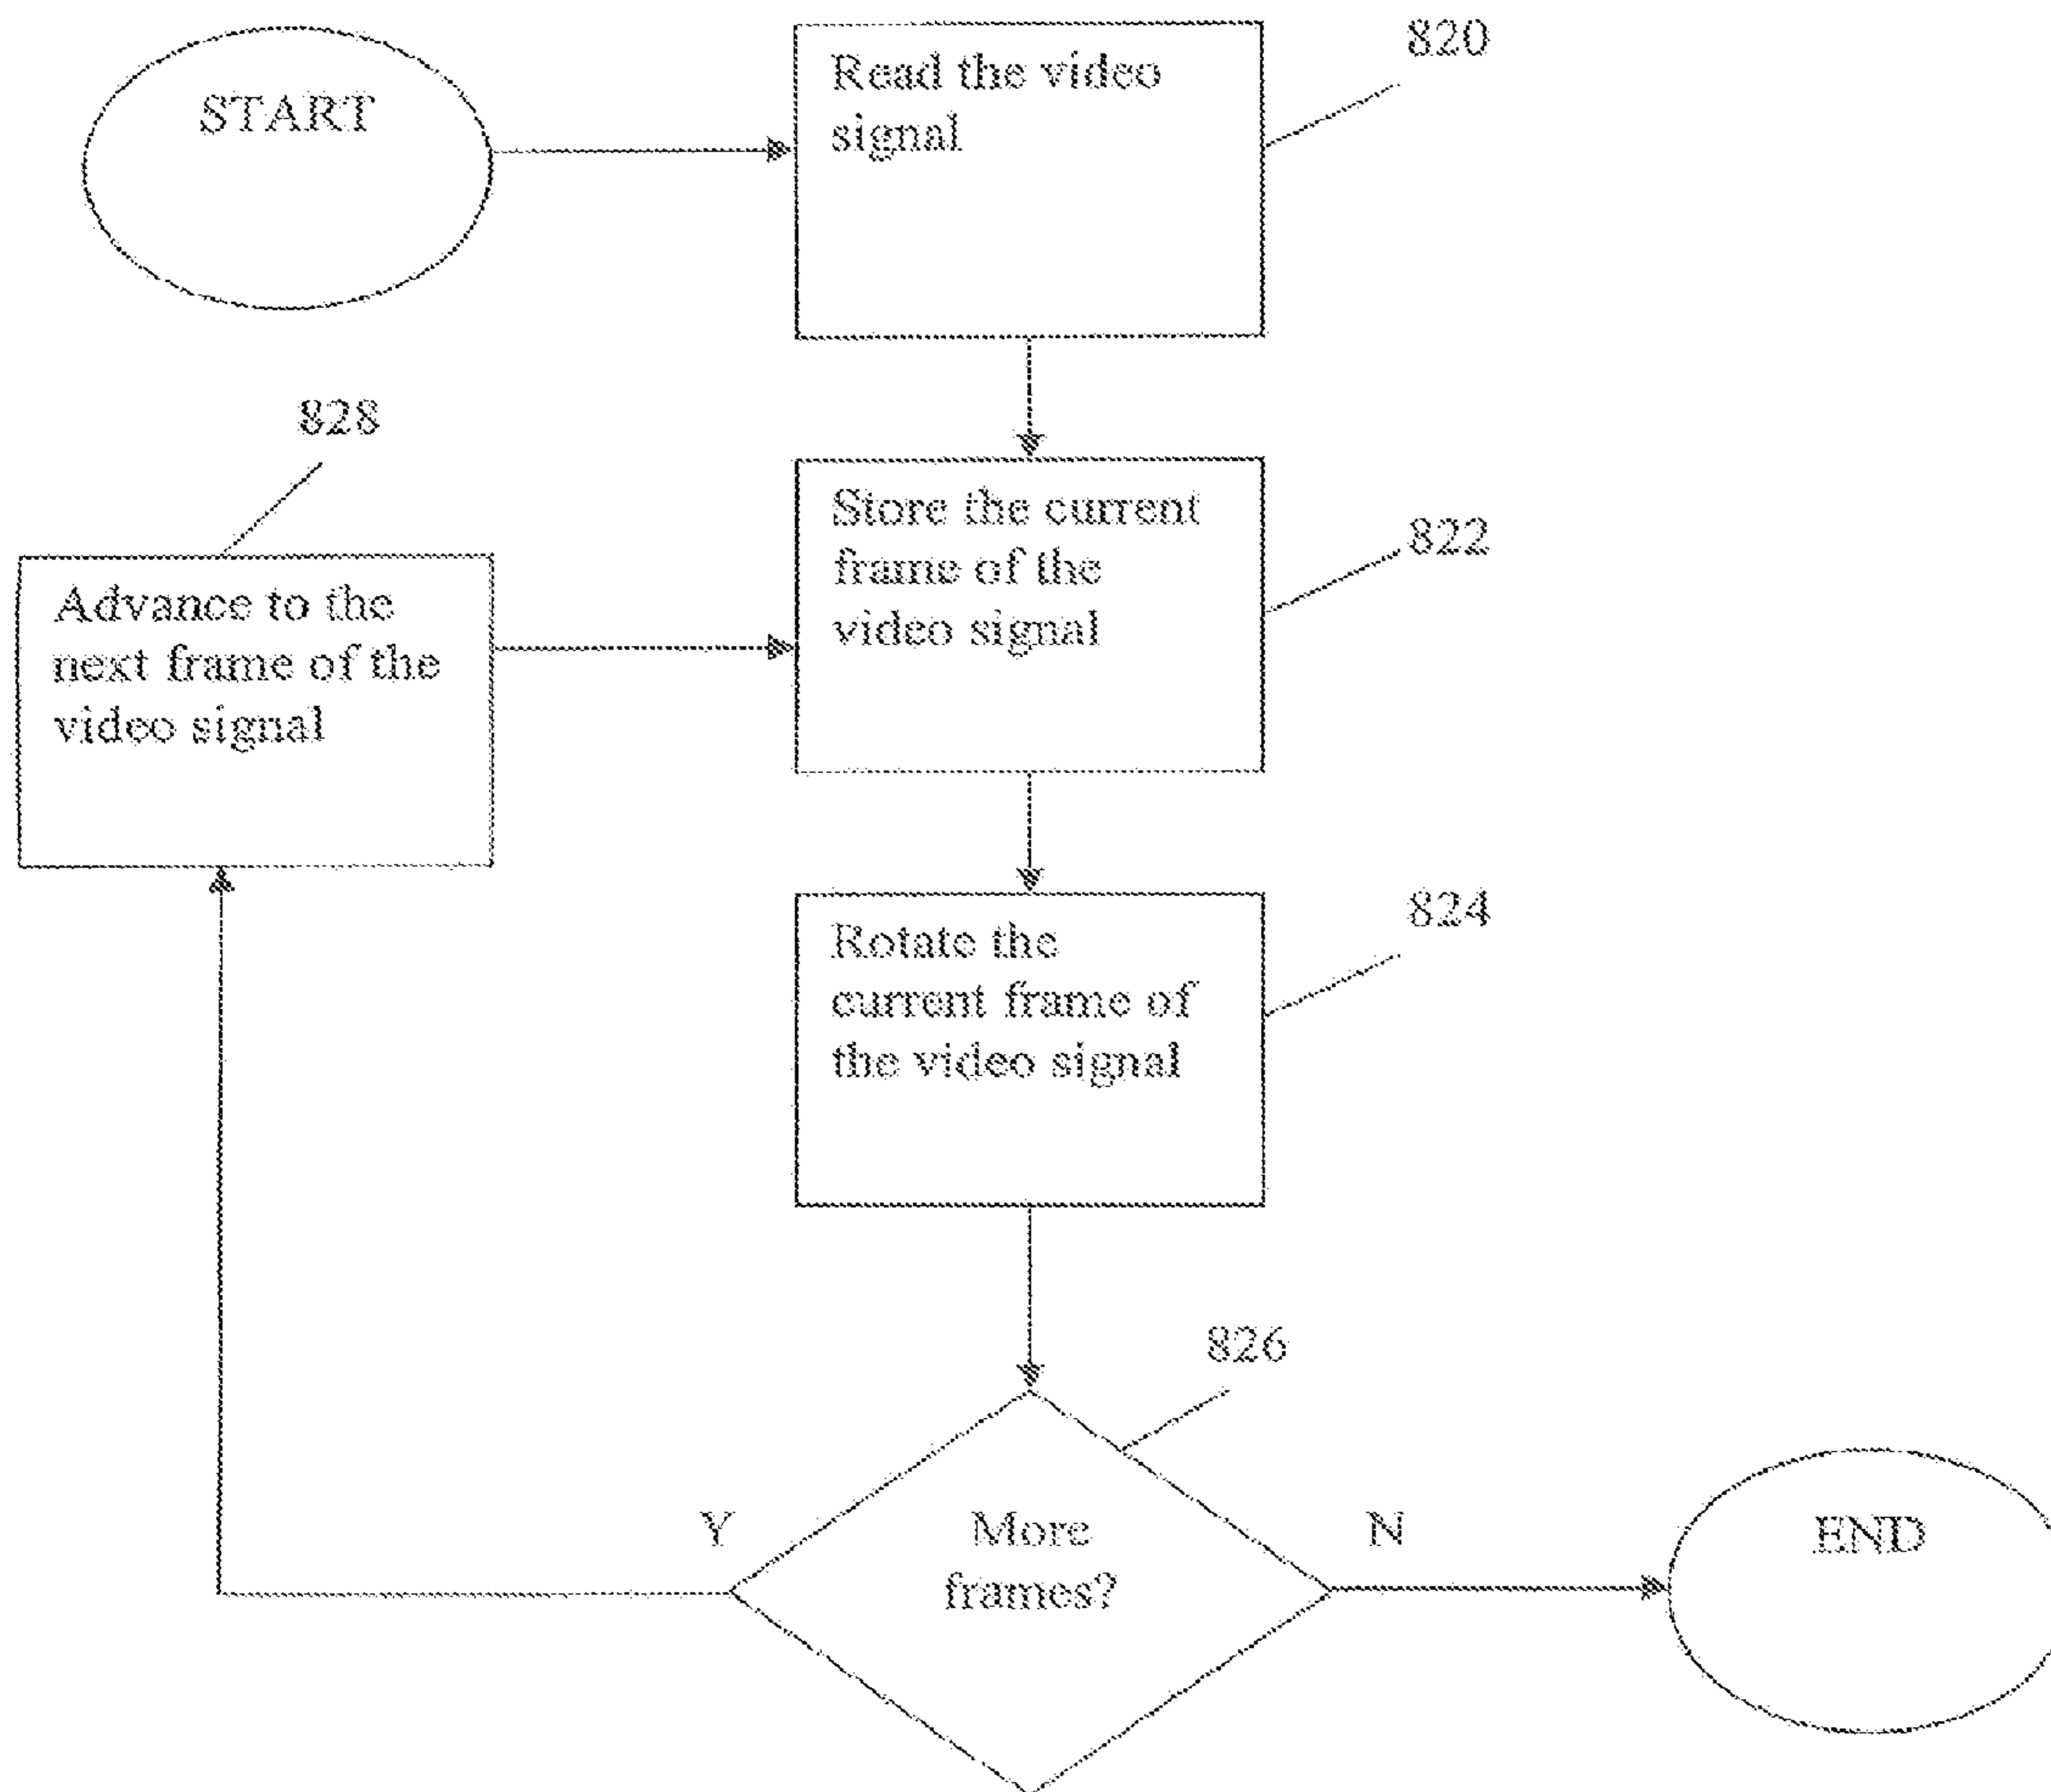 START
Read the video
signal
820
828
Advance to the
next frame of the
video signal
Store the current
frame of the
video signal
822
Rotate the
current frame of
the video signal
824
826
More
frames?
Y
N
END